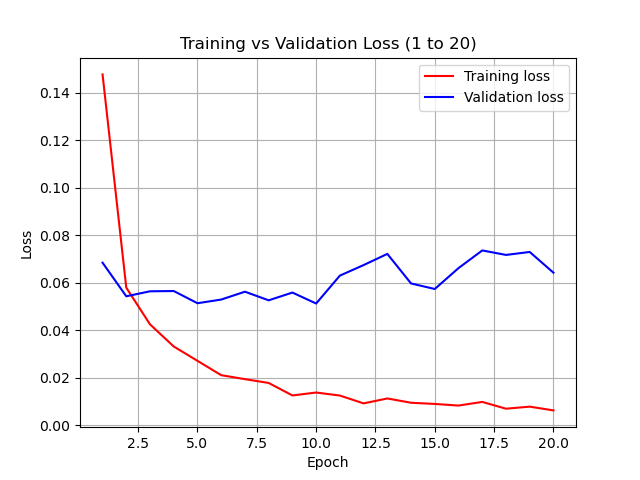 Training vs Validation Loss (1 to 20)
Training loss
Validation loss
0.14
0.12
0.10
0.08
0.06
0.04
0.02
0.00
Loss
2.5 5.0 7.5 10.0 12.5 15.0 17.5 20.0
Epoch